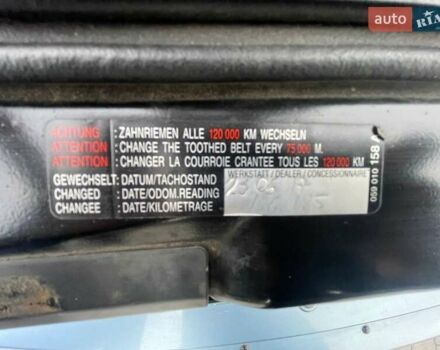 auto RIA
ACHTUNG : ZAHNRIEMEN ALLE 120 000 KM WECHSELN
ATTENTION : CHANGE THE TOOTHED BELT EVERY 75 000 M.
ATTENTION : CHANGER LA COURROIE CRANTEE TOUS LES 120 000 KM
GEWECHSELT : DATUM/TACHOSTAND
CHANGED : DATE/ODOM.READING
CHANGEE : DATE/KILOMETRAGE
WERKSTATT / DEALER / CONCESSIONNAIRE
059 010 158